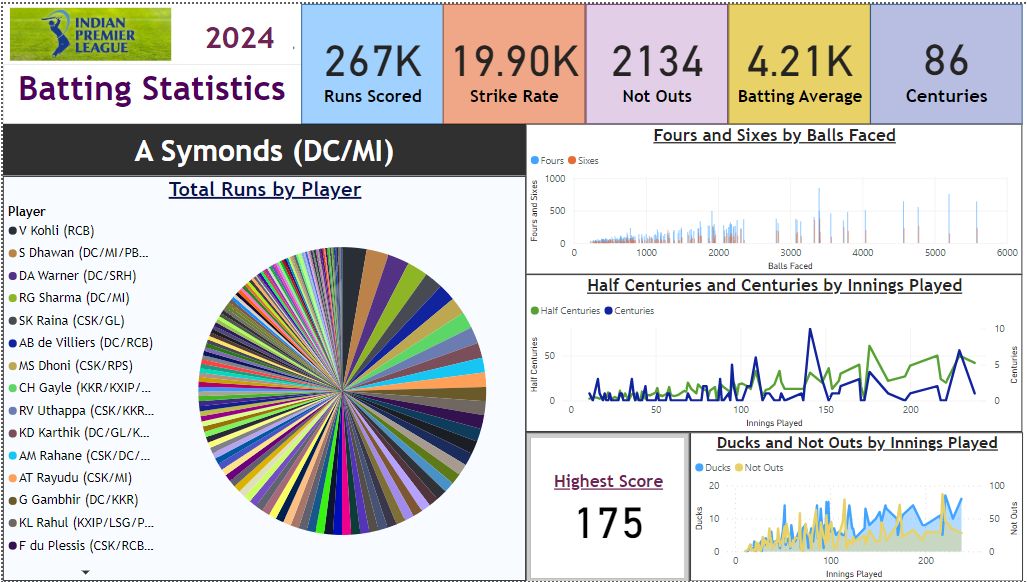 INDIAN
PREMIER
LEAGUE
2024
Batting Statistics
267K
Runs Scored
19.90K
Strike Rate
2134
Not Outs
4.21K
Batting Average
86
Centuries
A Symonds (DC/MI)
Total Runs by Player
Player
V Kohli (RCB)
S Dhawan (DC/MI/PB...
DA Warner (DC/SRH)
RG Sharma (DC/MI)
SK Raina (CSK/GL)
AB de Villiers (DC/RCB)
MS Dhoni (CSK/RPS)
CH Gayle (KKR/KXIP/...
RV Uthappa (CSK/KKR...
KD Karthik (DC/GL/K...
AM Rahane (CSK/DC/...
AT Rayudu (CSK/MI)
G Gambhir (DC/KKR)
KL Rahul (KXIP/LSG/P...
F du Plessis (CSK/RCB...
Fours and Sixes by Balls Faced
Fours Sixes
Fours and Sixes
1000
500
0
0 1000 2000 3000 4000 5000 6000
Balls Faced
Half Centuries and Centuries by Innings Played
Half Centuries Centuries
Half Centuries
50
0
10
5
0
Centuries
0 50 100 150 200
Innings Played
Highest Score
175
Ducks and Not Outs by Innings Played
Ducks Not Outs
Ducks
20
10
0
100
50
0
Not Outs
0 100 200
Innings Played